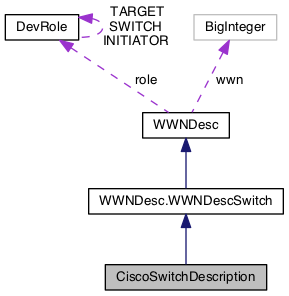 TARGET
SWITCH
INITIATOR
DevRole
BigInteger
role
wwn
WWNDesc
WWNDesc.WWNDescSwitch
CiscoSwitchDescription